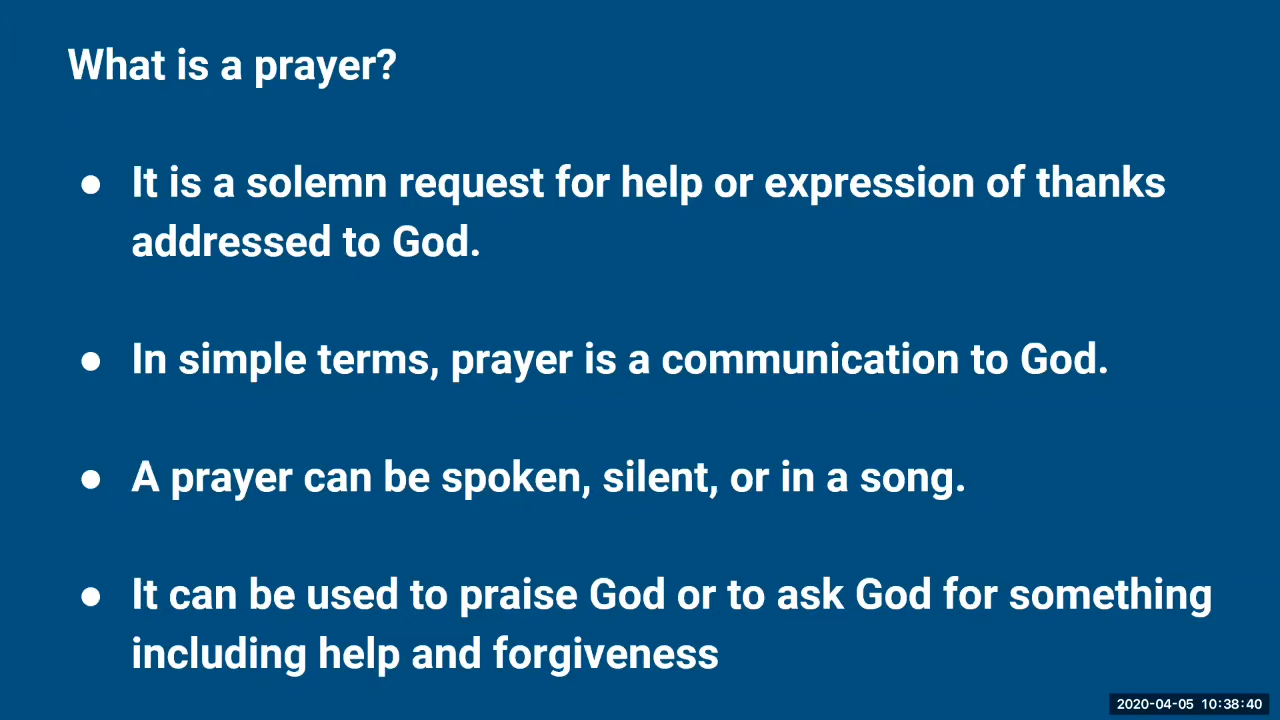 What is a prayer?
● It is a solemn request for help or expression of thanks
addressed to God.
● In simple terms, prayer is a communication to God.
● A prayer can be spoken, silent, or in a song.
● It can be used to praise God or to ask God for something
including help and forgiveness
2020-04-05 10:38:40